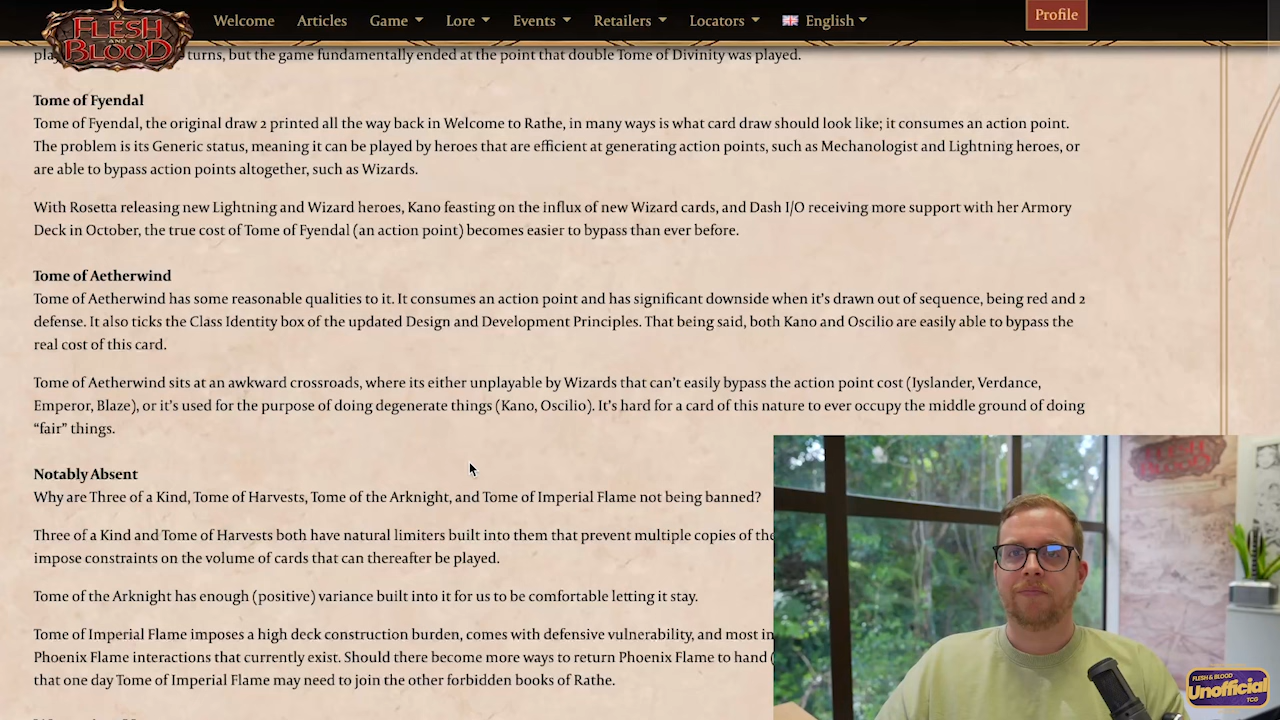 Welcome Articles Game Lore Events Retailers Locators English Profile
FLESH AND BLOOD
turns, but the game fundamentally ended at the point that double Tome of Divinity was played.
Tome of Fyendal
Tome of Fyendal, the original draw 2 printed all the way back in Welcome to Rathe, in many ways is what card draw should look like; it consumes an action point.
The problem is its Generic status, meaning it can be played by heroes that are efficient at generating action points, such as Mechanologist and Lightning heroes, or
are able to bypass action points altogether, such as Wizards.
With Rosetta releasing new Lightning and Wizard heroes, Kano feasting on the influx of new Wizard cards, and Dash I/O receiving more support with her Armory
Deck in October, the true cost of Tome of Fyendal (an action point) becomes easier to bypass than ever before.
Tome of Aetherwind
Tome of Aetherwind has some reasonable qualities to it. It consumes an action point and has significant downside when it's drawn out of sequence, being red and 2
defense. It also ticks the Class Identity box of the updated Design and Development Principles. That being said, both Kano and Oscilio are easily able to bypass the
real cost of this card.
Tome of Aetherwind sits at an awkward crossroads, where its either unplayable by Wizards that can't easily bypass the action point cost (Iyslander, Verdance,
Emperor, Blaze), or it's used for the purpose of doing degenerate things (Kano, Oscilio). It's hard for a card of this nature to ever occupy the middle ground of doing
“fair” things.
Notably Absent
Why are Three of a Kind, Tome of Harvests, Tome of the Arknight, and Tome of Imperial Flame not being banned?
Three of a Kind and Tome of Harvests both have natural limiters built into them that prevent multiple copies of the
impose constraints on the volume of cards that can thereafter be played.
Tome of the Arknight has enough (positive) variance built into it for us to be comfortable letting it stay.
Tome of Imperial Flame imposes a high deck construction burden, comes with defensive vulnerability, and most in
Phoenix Flame interactions that currently exist. Should there become more ways to return Phoenix Flame to hand (
that one day Tome of Imperial Flame may need to join the other forbidden books of Rathe.
FLESH & BLOOD
Unofficial
TCG